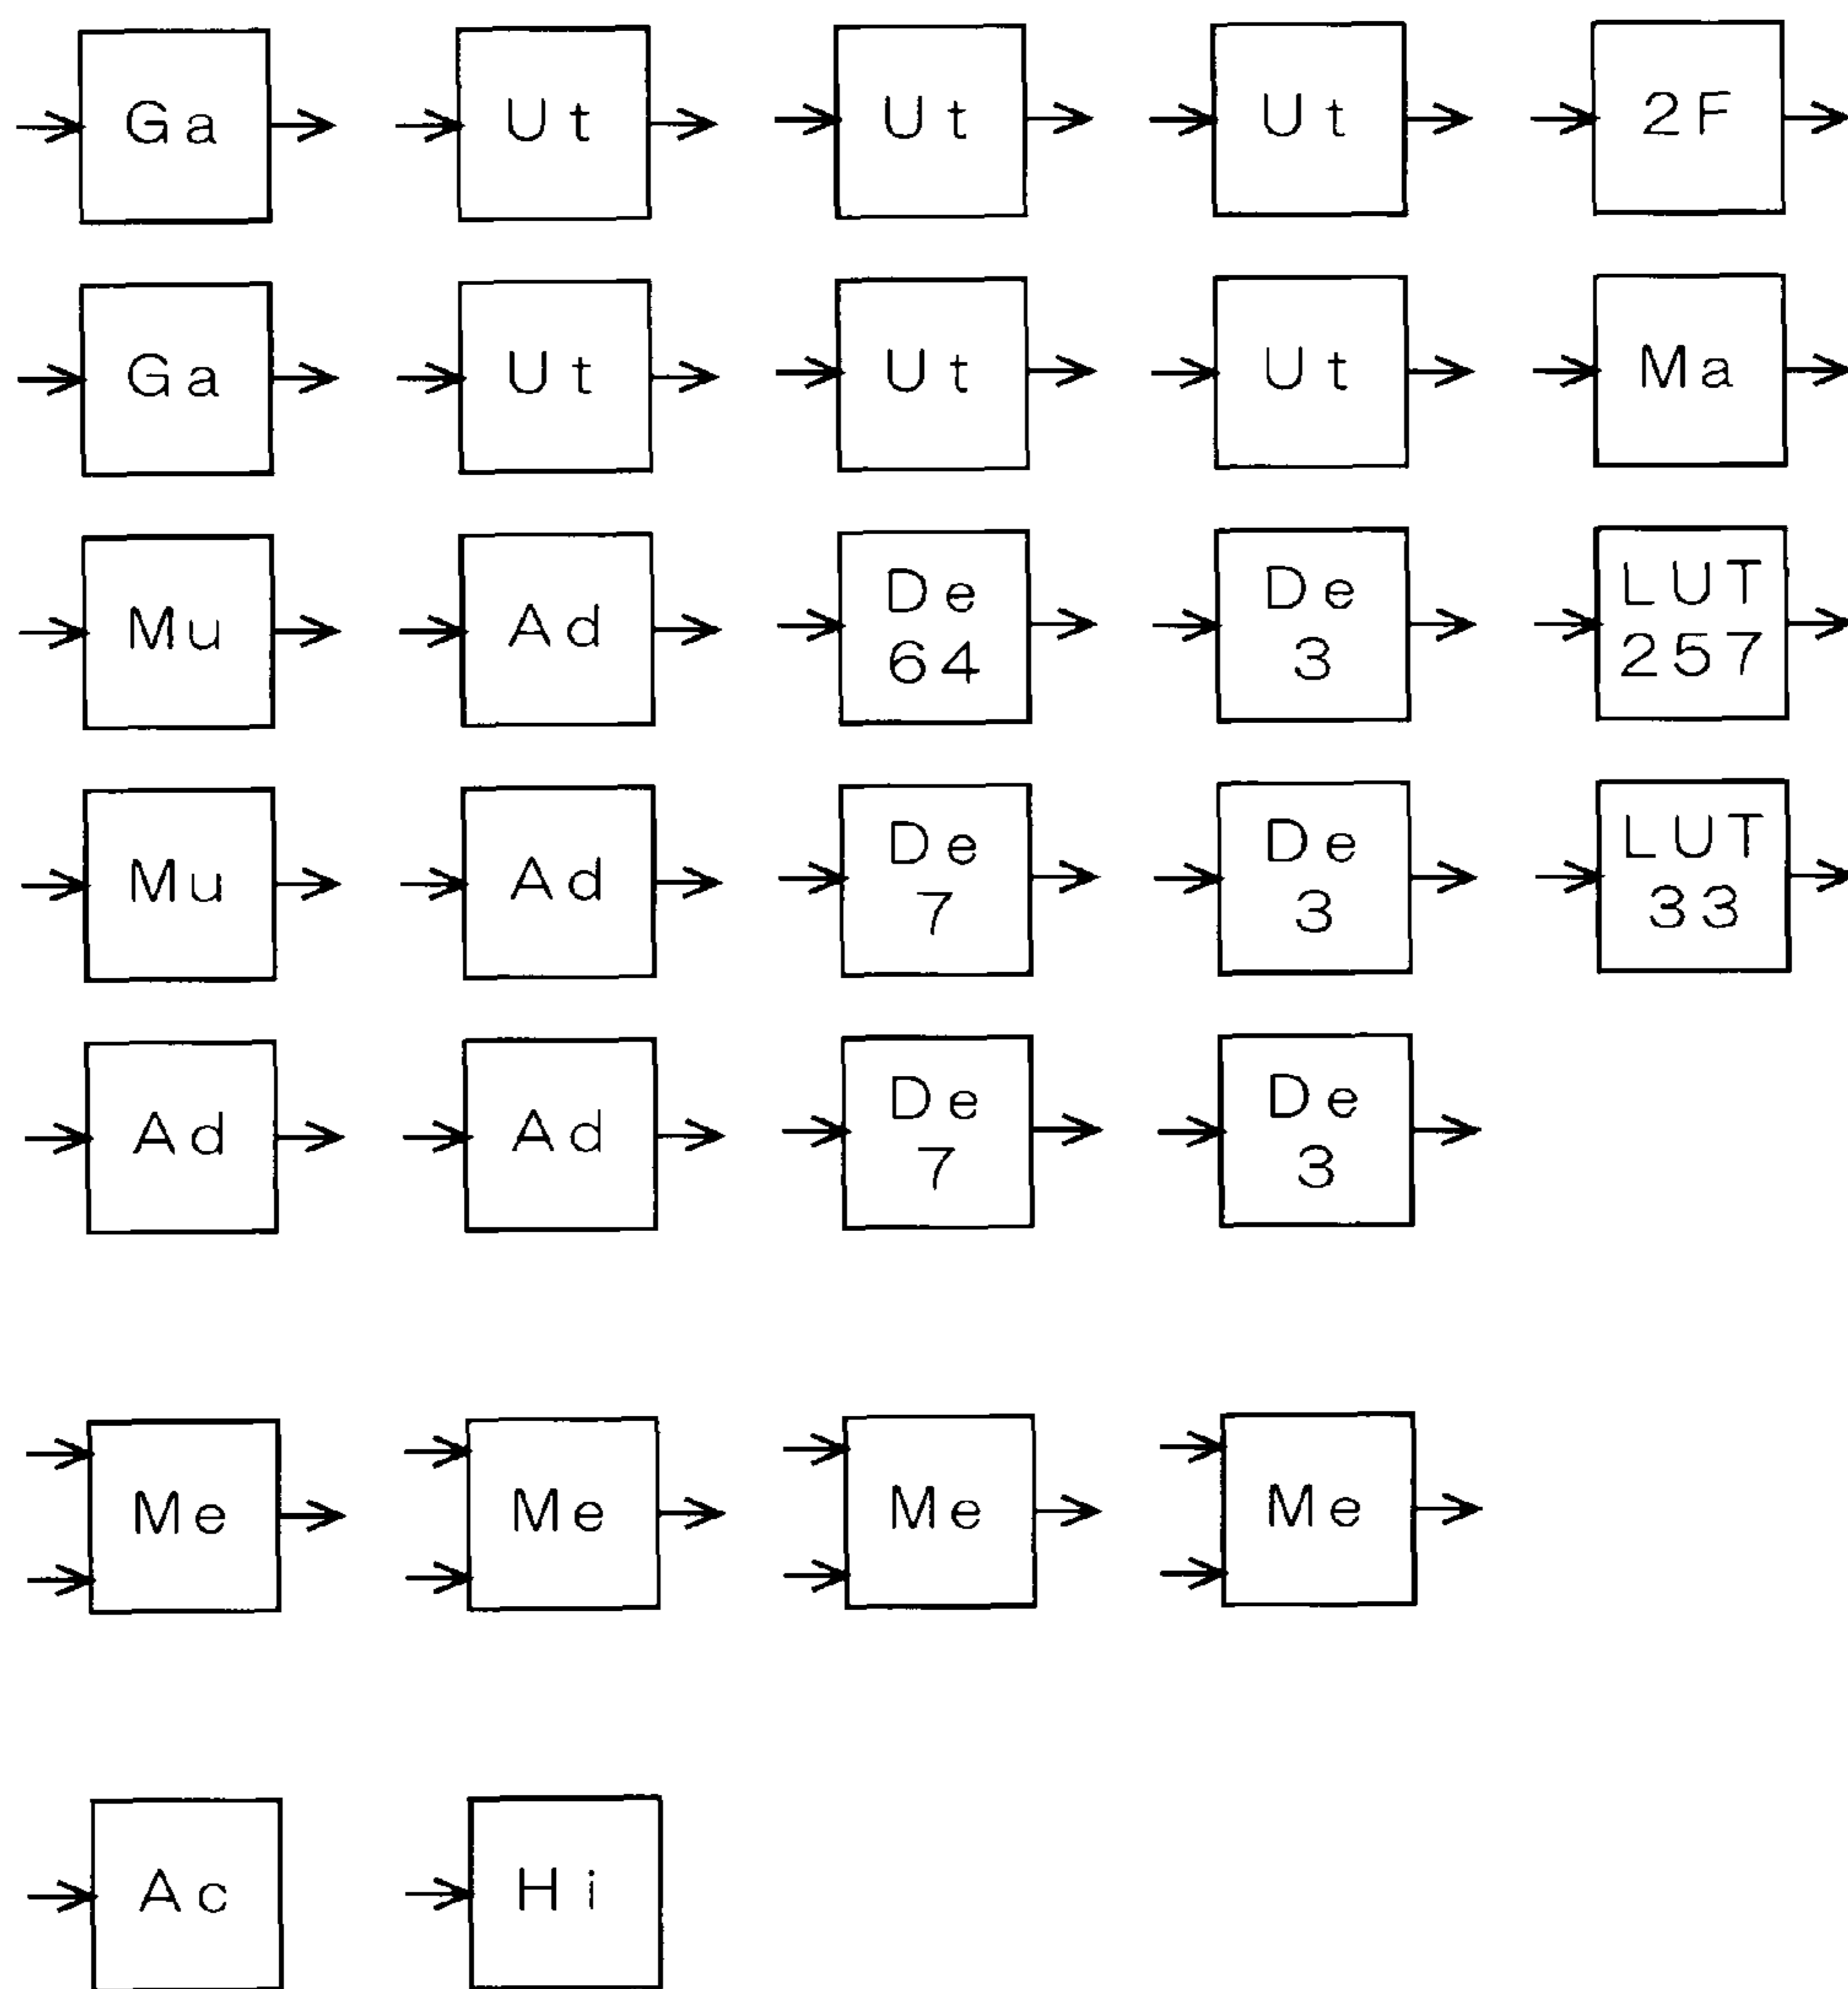 Ga Ut Ut Ut 2F
Ga Ut Ut Ut Ma
Mu Ad De De LUT
64 3 257
Mu Ad De De LUT
7 3 33
Ad Ad De De
7 3
Me Me Me Me
Ac Hi